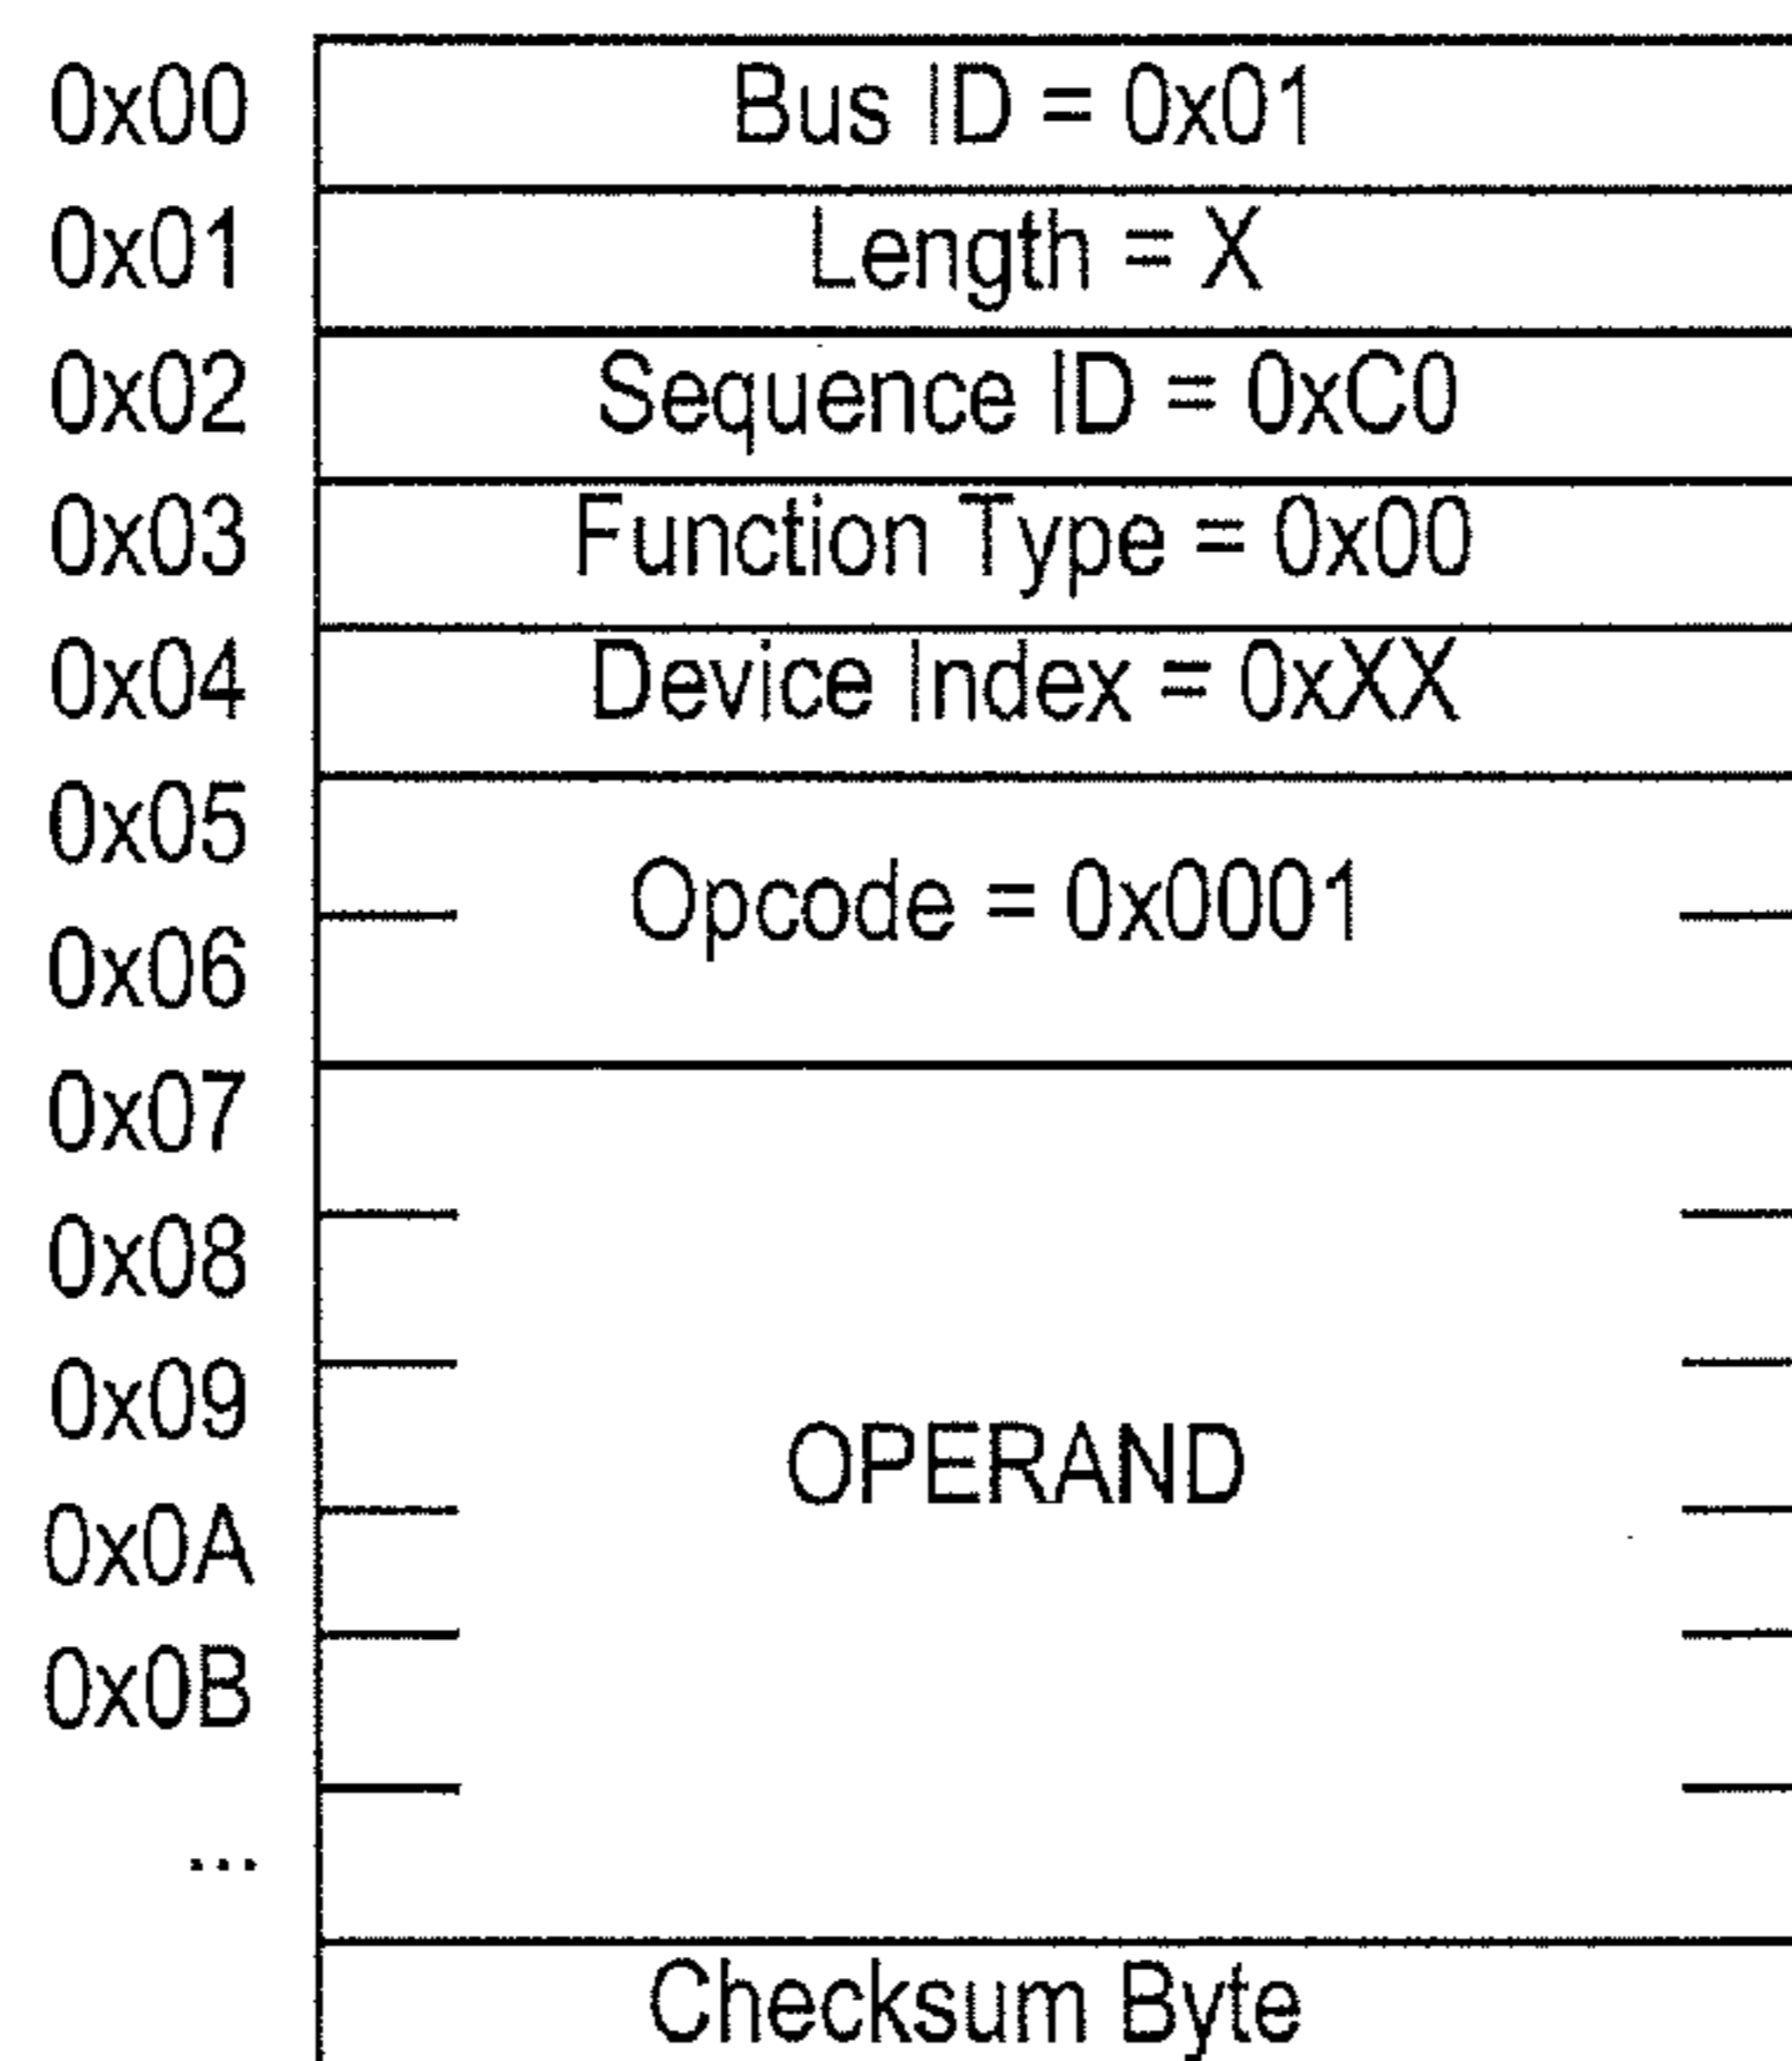 0x00 Bus ID = 0x01
0x01 Length = X
0x02 Sequence ID = 0xC0
0x03 Function Type = 0x00
0x04 Device Index = 0xXX
0x05
Opcode = 0x0001
0x06
0x07
0x08
0x09
OPERAND
0x0A
0x0B
...
Checksum Byte